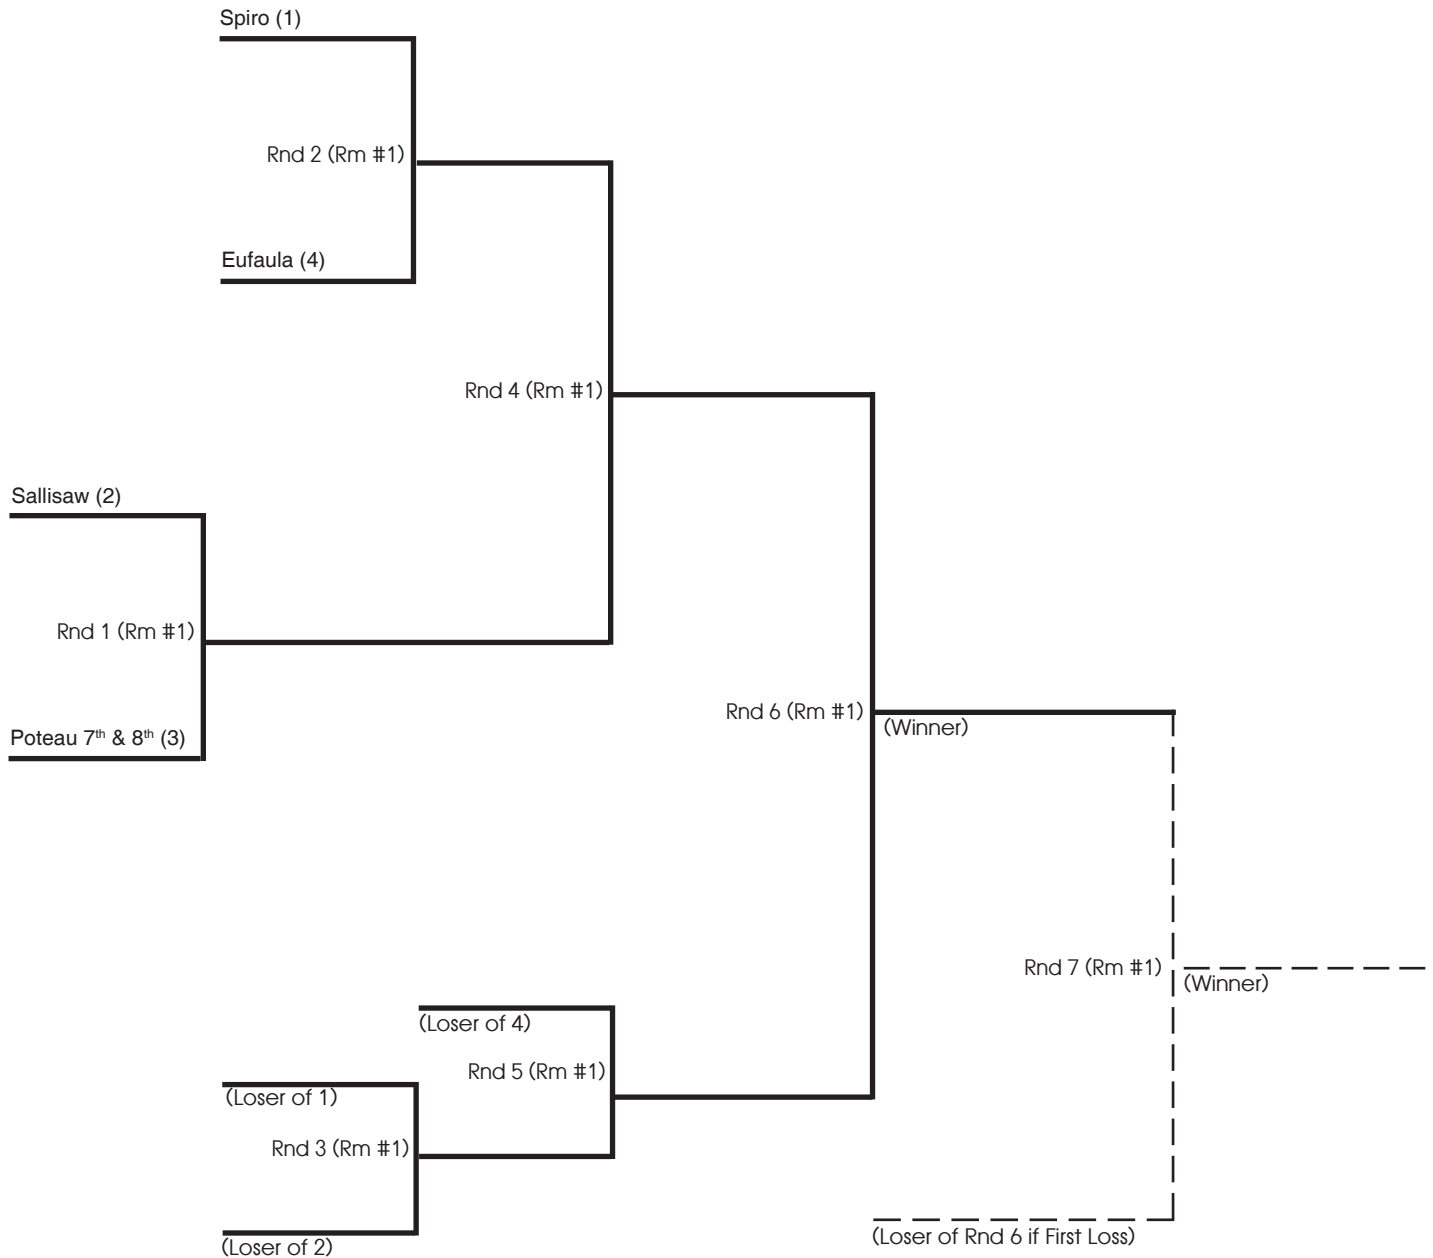 Spiro (1)
Rnd 2 (Rm #1)
Eufaula (4)
Rnd 4 (Rm #1)
Sallisaw (2)
Rnd 1 (Rm #1)
Poteau 7th & 8th (3)
Rnd 6 (Rm #1)
(Winner)
Rnd 7 (Rm #1)
(Winner)
(Loser of 4)
Rnd 5 (Rm #1)
(Loser of 1)
Rnd 3 (Rm #1)
(Loser of 2)
(Loser of Rnd 6 if First Loss)